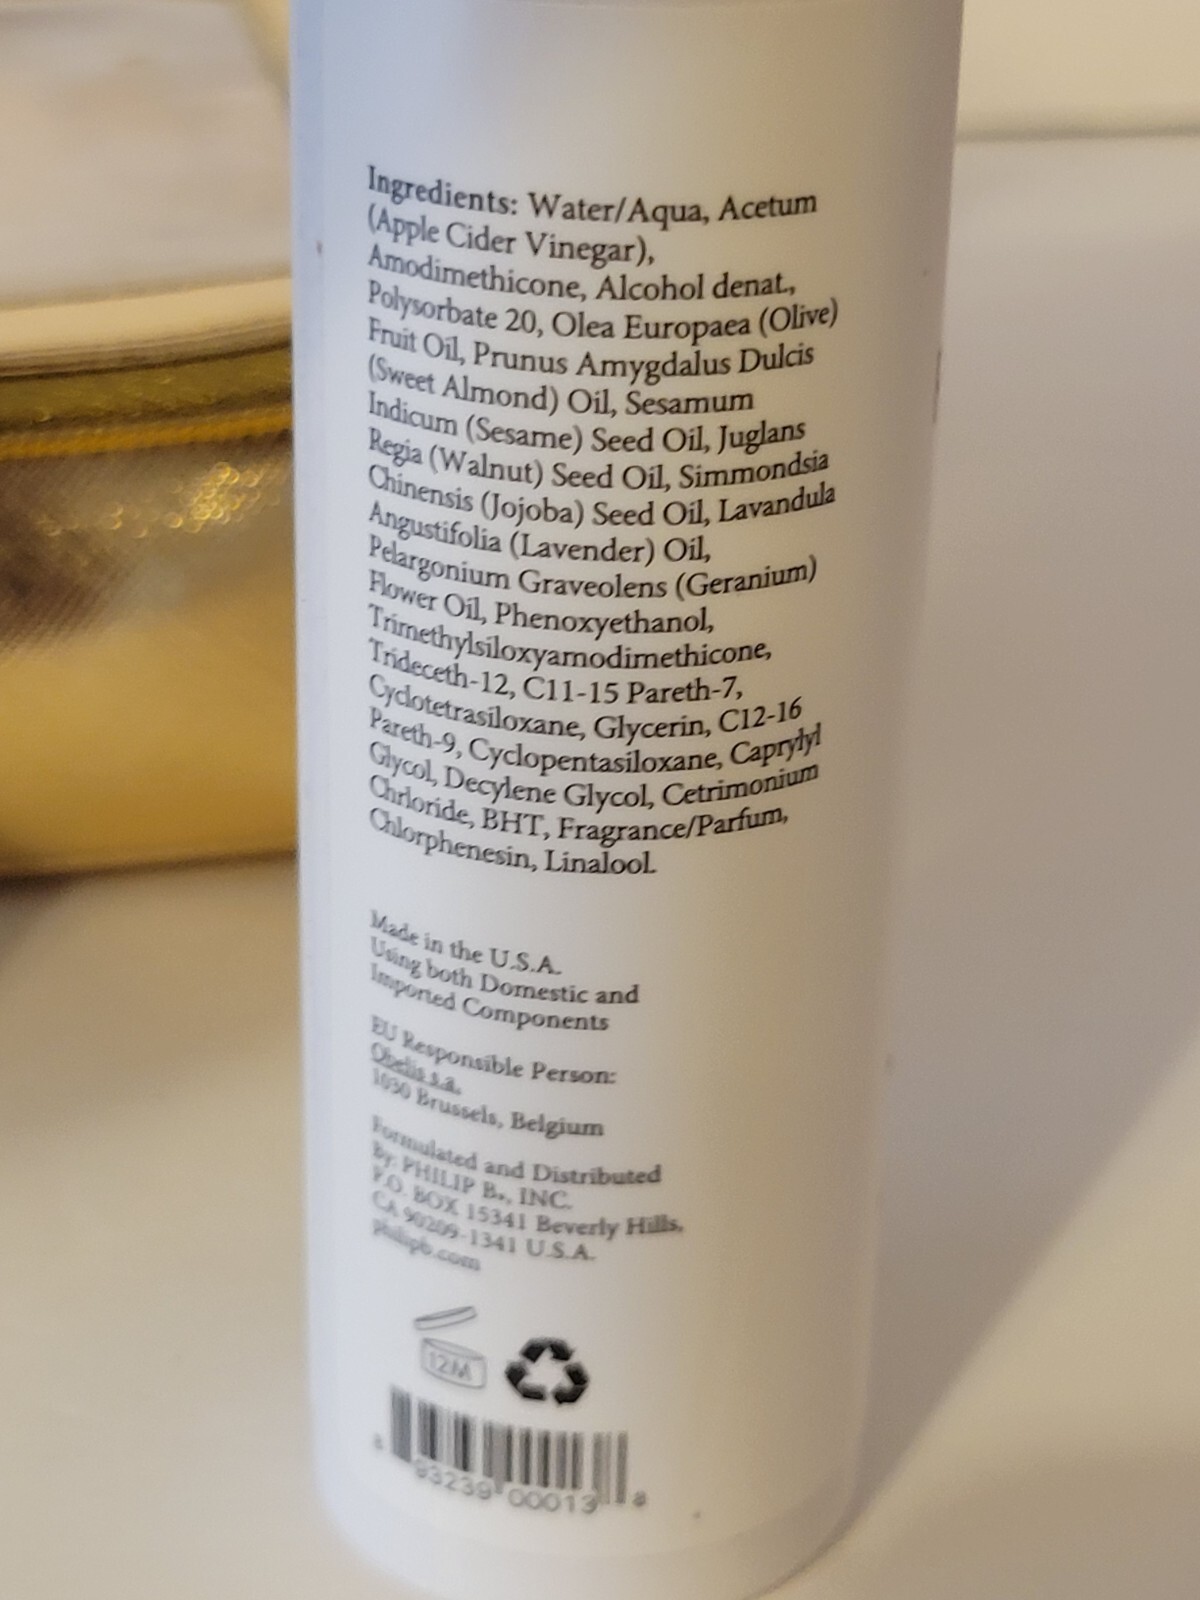 Ingredients: Water/Aqua, Acetum
(Apple Cider Vinegar),
Amodimethicone, Alcohol denat.,
Polysorbate 20, Olea Europaea (Olive)
Fruit Oil, Prunus Amygdalus Dulcis
(Sweet Almond) Oil, Sesamum
Indicum (Sesame) Seed Oil, Juglans
Regia (Walnut) Seed Oil, Simmondsia
Chinensis (Jojoba) Seed Oil, Lavandula
Angustifolia (Lavender) Oil,
Pelargonium Graveolens (Geranium)
Flower Oil, Phenoxyethanol,
Trimethylsiloxyamodimethicone,
Trideceth-12, C11-15 Pareth-7,
Cyclotetrasiloxane, Glycerin, C12-16
Pareth-9, Cyclopentasiloxane, Caprylyl
Glycol, Decylene Glycol, Cetrimonium
Chrloride, BHT, Fragrance/Parfum,
Chlorphenesin, Linalool.
Made in the U.S.A.
Using both Domestic and
Imported Components
EU Responsible Person:
Obelis s.a.
1030 Brussels, Belgium
Formulated and Distributed
By: PHILIP B., INC.
P.O. BOX 15341 Beverly Hills,
CA 90209-1341 U.S.A.
philipb.com
12M
8 93239 00013 8